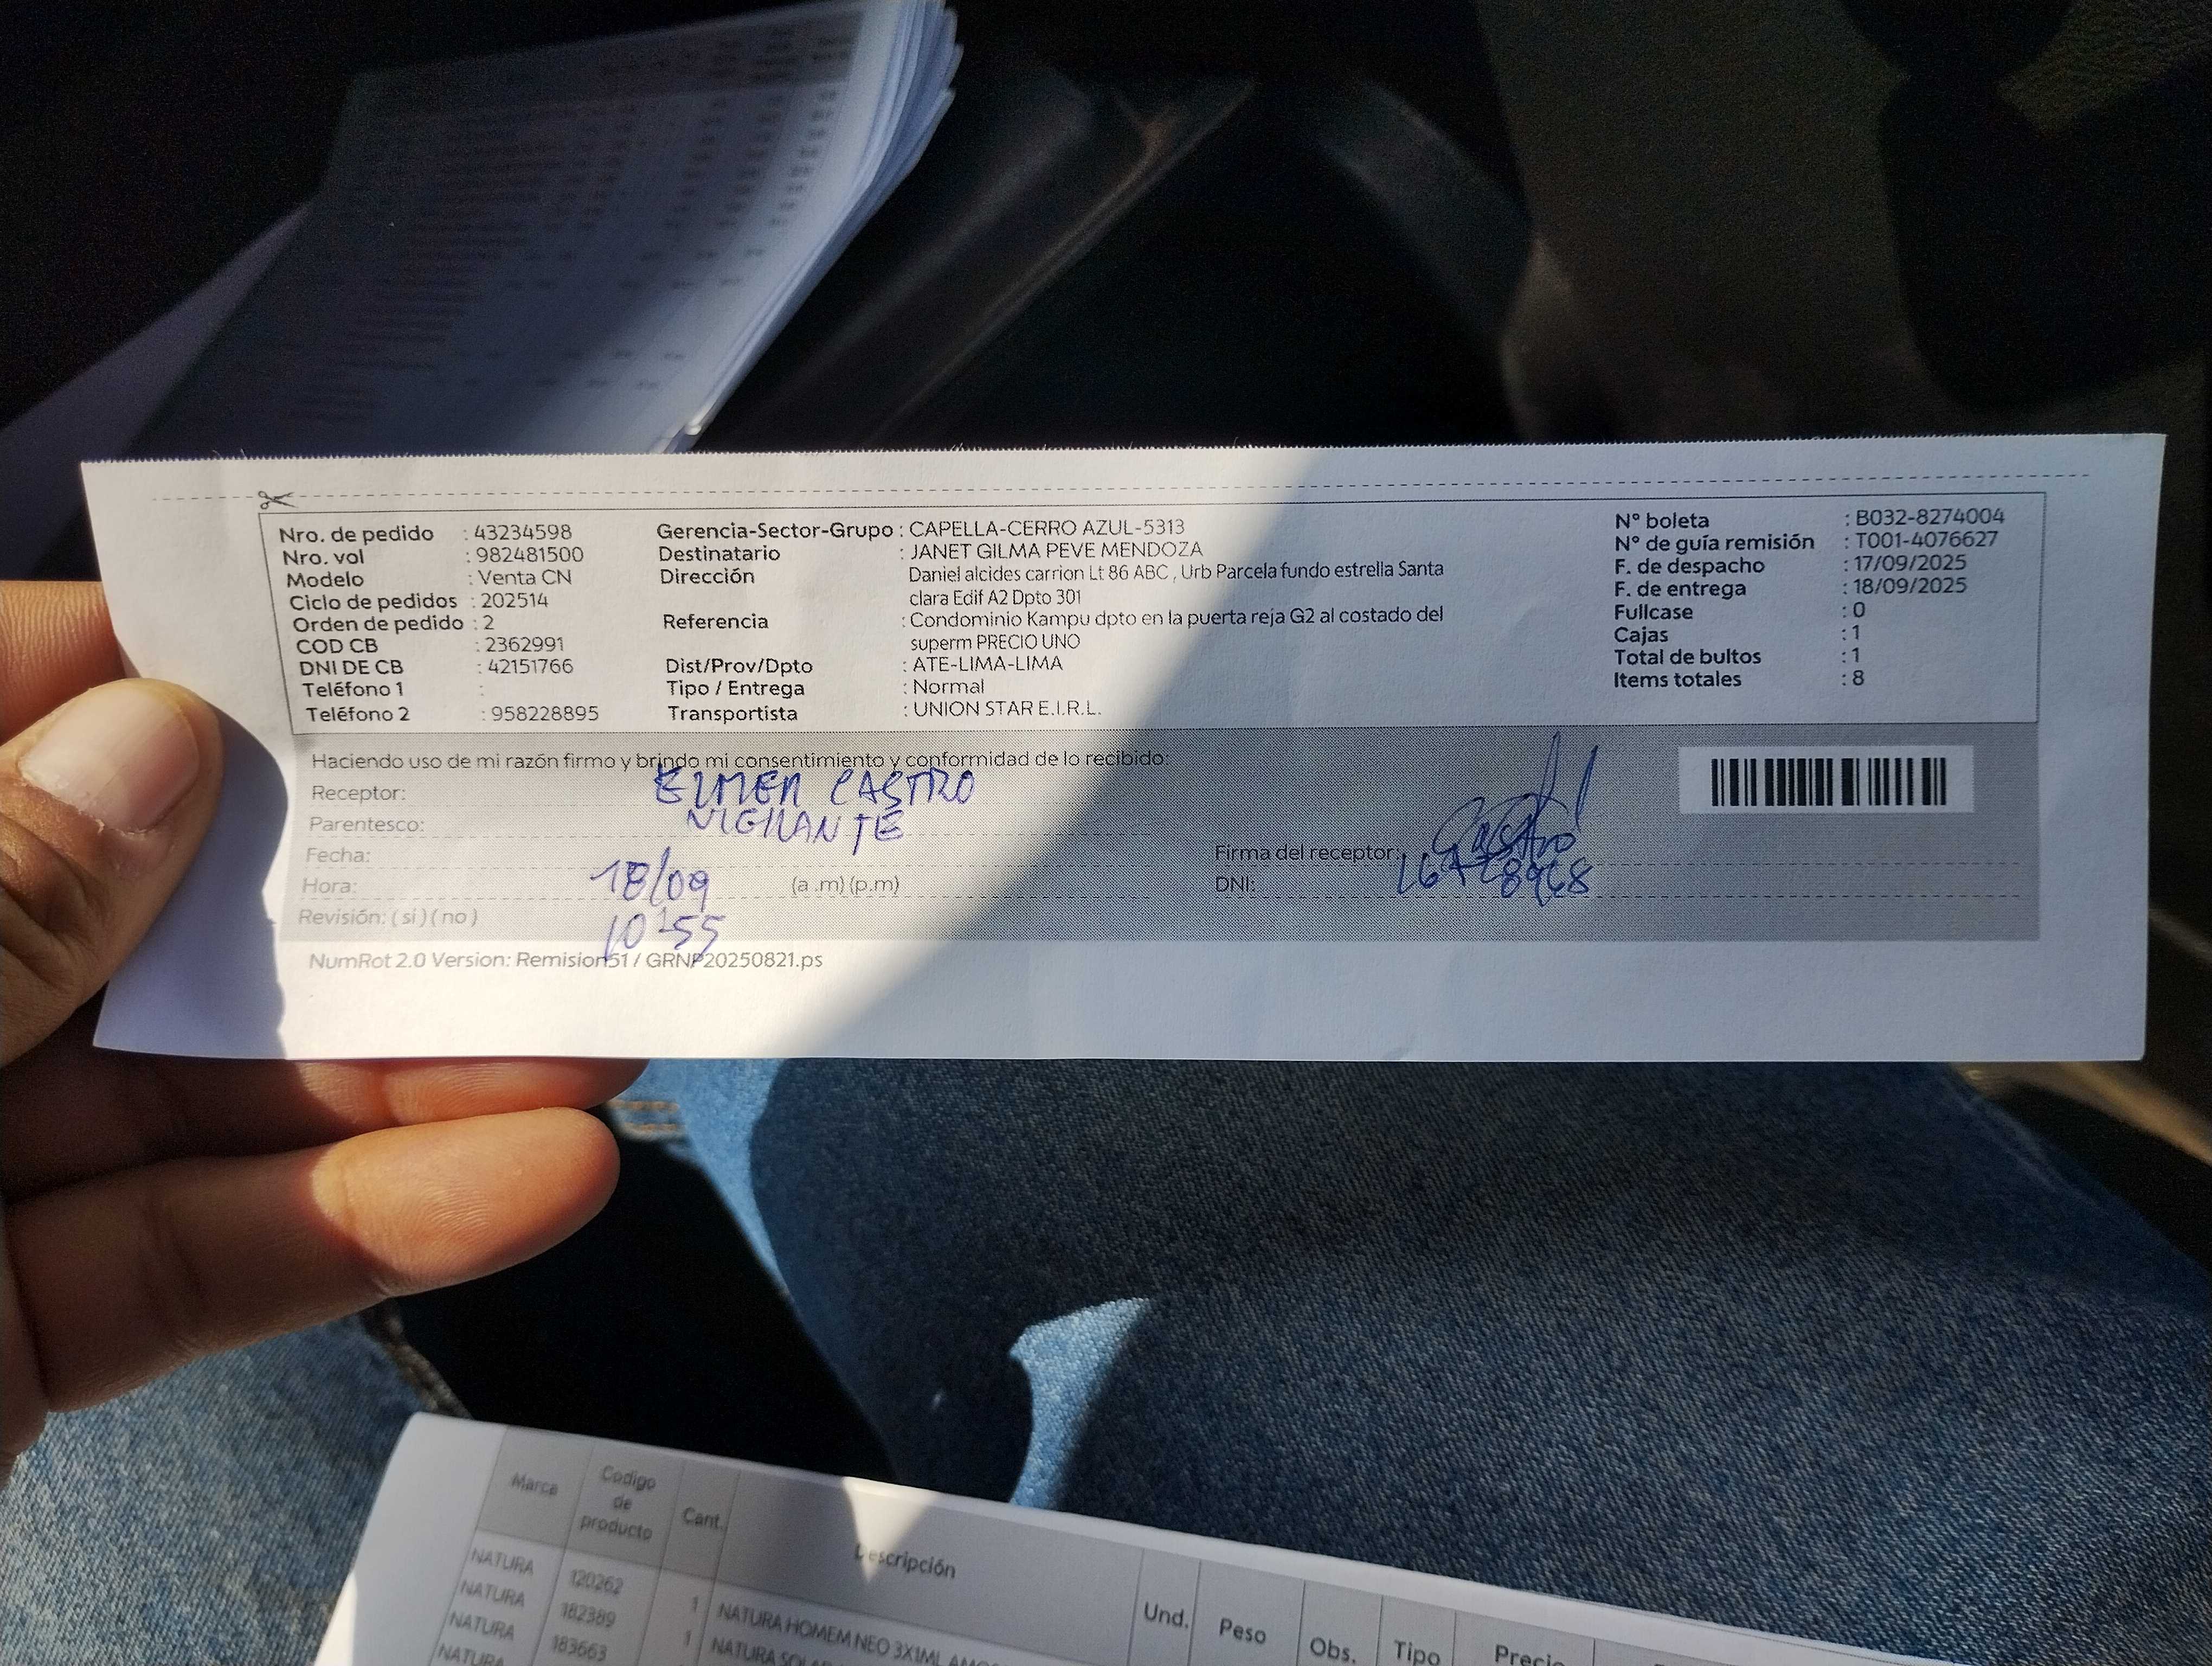 Nro. de pedido : 43234598
Nro. vol : 982481500
Modelo : Venta CN
Ciclo de pedidos : 202514
Orden de pedido : 2
COD CB : 2362991
DNI DE CB : 42151766
Teléfono 1 :
Teléfono 2 : 958228895
Gerencia-Sector-Grupo : CAPELLA-CERRO AZUL-5313
Destinatario : JANET GILMA PEVE MENDOZA
Dirección Daniel alcides carrion Lt 86 ABC , Urb Parcela fundo estrella Santa
clara Edif A2 Dpto 301
Referencia : Condominio Kampu dpto en la puerta reja G2 al costado del
superm PRECIO UNO
Dist/Prov/Dpto : ATE-LIMA-LIMA
Tipo / Entrega : Normal
Transportista : UNION STAR E.I.R.L.
N° boleta : B032-8274004
N° de guía remisión : T001-4076627
F. de despacho : 17/09/2025
F. de entrega : 18/09/2025
Fullcase : 0
Cajas : 1
Total de bultos : 1
Items totales : 8
Haciendo uso de mi razón firmo y brindo mi consentimiento y conformidad de lo recibido:
Receptor: ELMER CASTRO
Parentesco: VIGILANTE
Fecha: 18/09
Hora: (a .m) (p.m)
10:55
Revisión: ( si ) ( no )
Firma del receptor: Castro
DNI:
NumRot 2.0 Version: Remision51 / GRNP20250821.ps
Marca Codigo de producto Cant. Descripción Und. Peso Obs. Tipo
NATURA 120262 1 NATURA HOMEM NEO 3X1ML
NATURA 182389 1 NATURA
NATURA 183663
NATURA